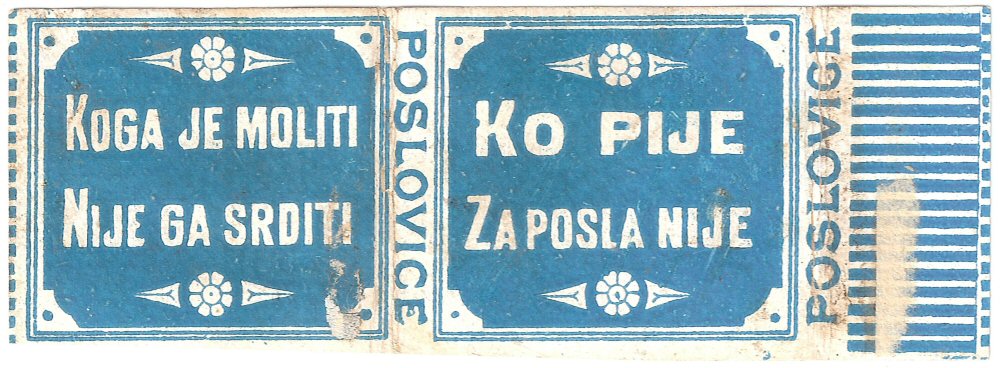 KOGA JE MOLITI
NIJE GA SRDITI
POSLOVICE
KO PIJE
ZA POSLA NIJE
POSLOVICE